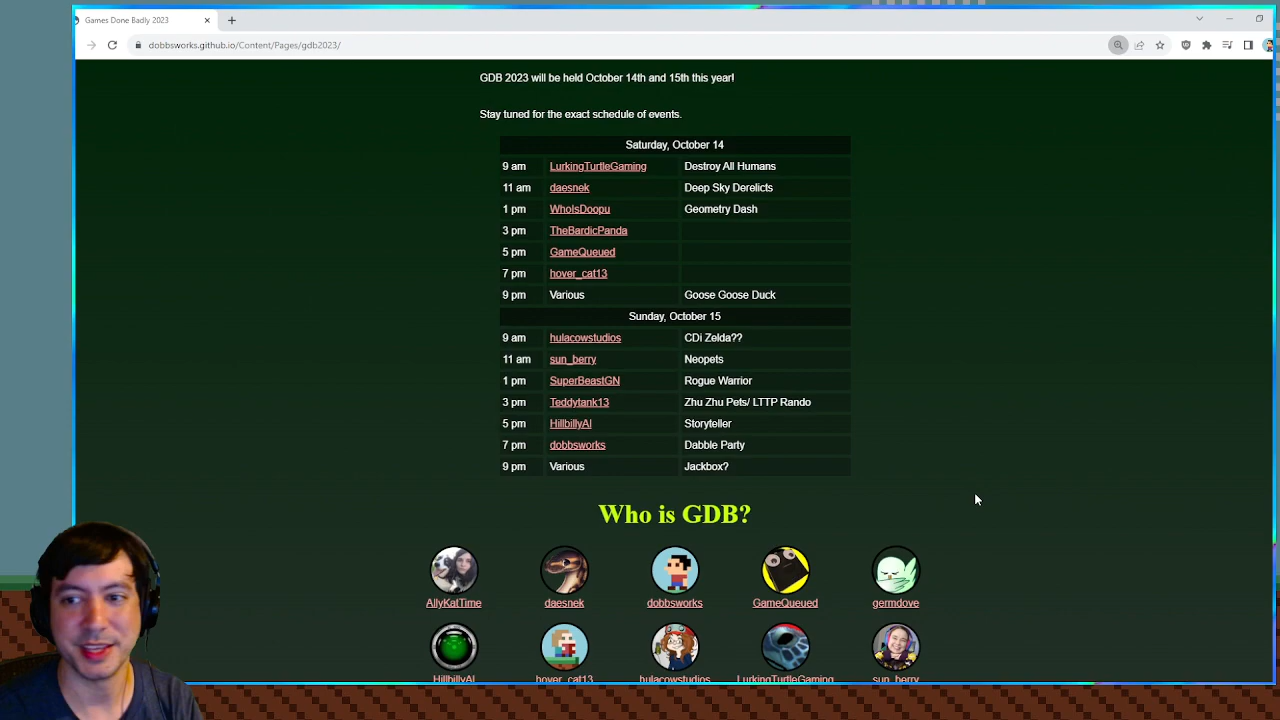 Games Done Badly 2023
dobbsworks.github.io/Content/Pages/gdb2023/
GDB 2023 will be held October 14th and 15th this year!
Stay tuned for the exact schedule of events.
Saturday, October 14
9 am LurkingTurtleGaming Destroy All Humans
11 am daesnek Deep Sky Derelicts
1 pm WhoIsDoopu Geometry Dash
3 pm TheBardicPanda
5 pm GameQueued
7 pm hover_cat13
9 pm Various Goose Goose Duck
Sunday, October 15
9 am hulacowstudios CDi Zelda??
11 am sun_berry Neopets
1 pm SuperBeastGN Rogue Warrior
3 pm Teddytank13 Zhu Zhu Pets/ LTTP Rando
5 pm HillbillyAI Storyteller
7 pm dobbsworks Dabble Party
9 pm Various Jackbox?
Who is GDB?
AllyKatTime daesnek dobbsworks GameQueued germdove
HillbillyAI hover_cat13 hulacowstudios LurkingTurtleGaming sun_berry